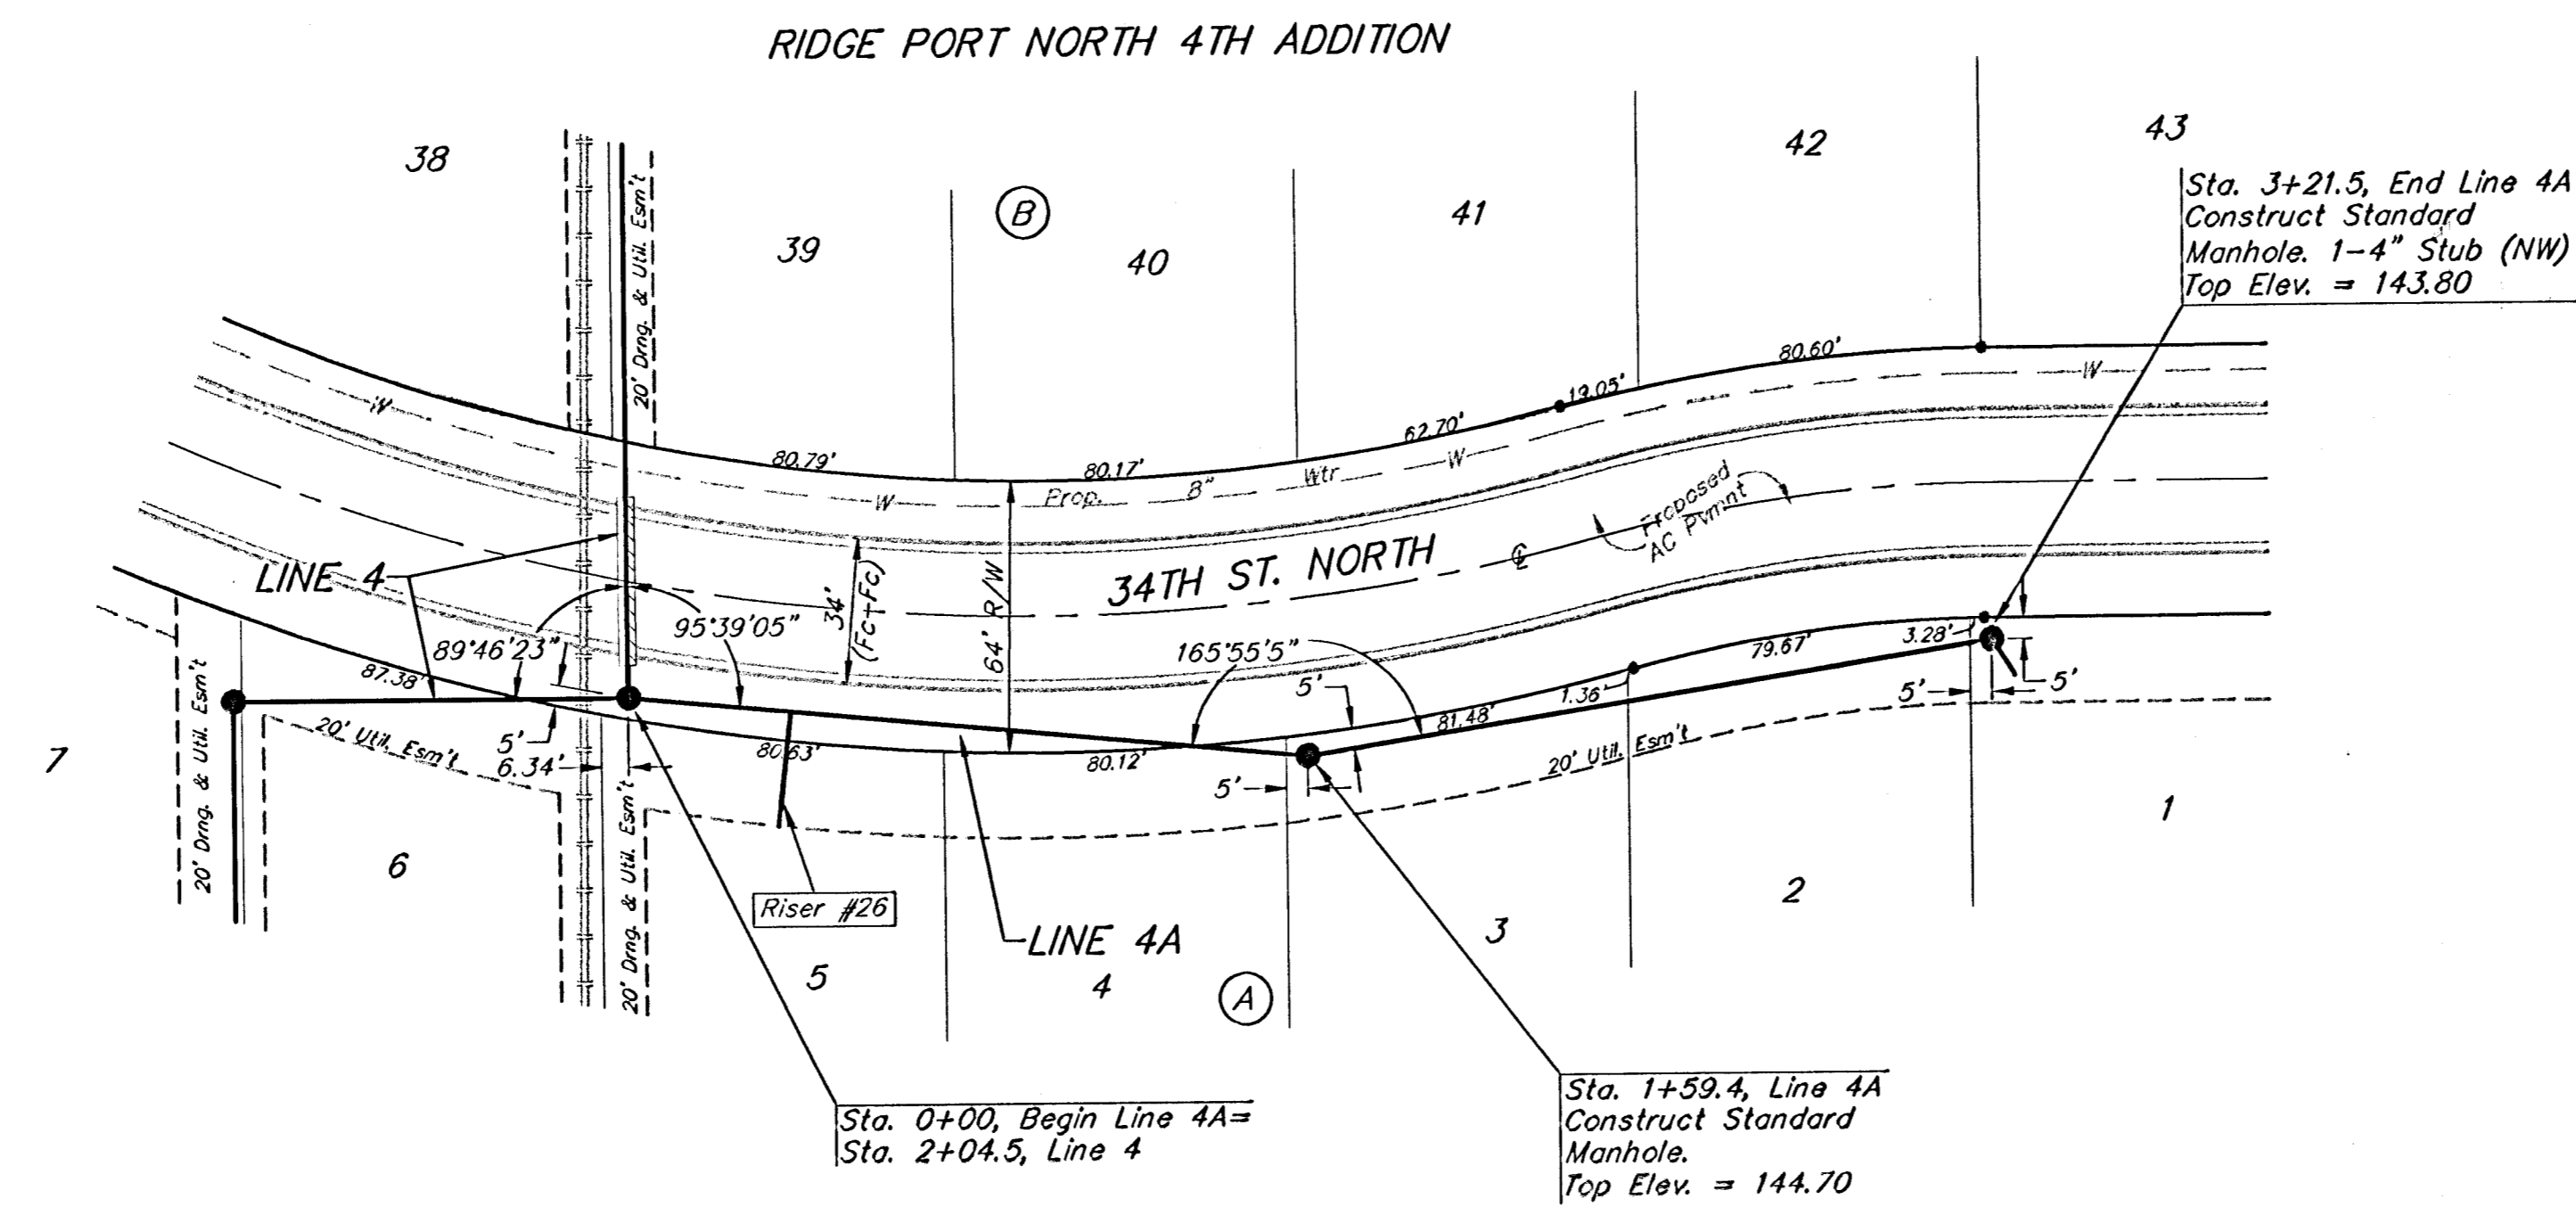 RIDGE PORT NORTH 4TH ADDITION
38
39
B
40
41
42
43
Sta. 3+21.5, End Line 4A
Construct Standard
Manhole. 1-4" Stub (NW)
Top Elev. = 143.80
20' Drng. & Util. Esm't
80.79'
80.17'
62.70'
19.05'
80.60'
W
W
Prop. 8" Wtr
W
W
Proposed
AC Pvmnt
34TH ST. NORTH
℄
34'
(Fc+Fc)
64' R/W
LINE 4
89°46'23"
95°39'05"
165°55'5"
87.38'
80.63'
80.12'
81.48'
1.36'
79.67'
3.28'
5'
5'
5'
5'
5'
5'
6.34'
20' Util. Esm't
20' Util. Esm't
20' Drng. & Util. Esm't
20' Drng. & Util. Esm't
7
6
5
4
3
2
1
Riser #26
LINE 4A
A
Sta. 0+00, Begin Line 4A=
Sta. 2+04.5, Line 4
Sta. 1+59.4, Line 4A
Construct Standard
Manhole.
Top Elev. = 144.70